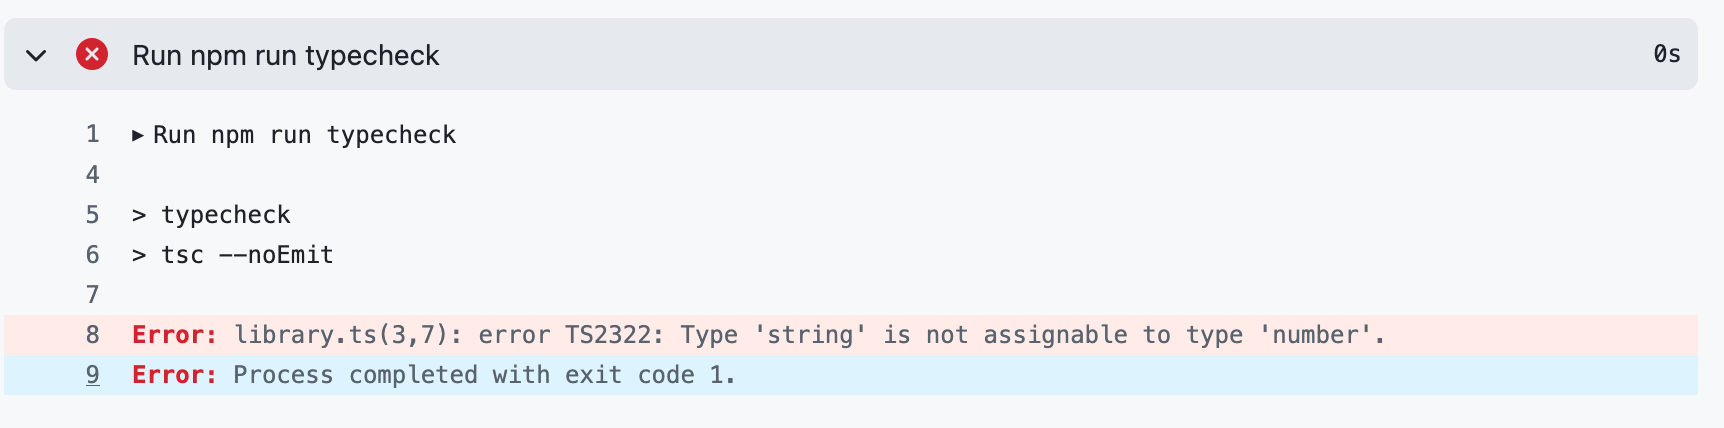 Run npm run typecheck
0s
1 ▸ Run npm run typecheck
4
5 > typecheck
6 > tsc --noEmit
7
8 Error: library.ts(3,7): error TS2322: Type 'string' is not assignable to type 'number'.
9 Error: Process completed with exit code 1.